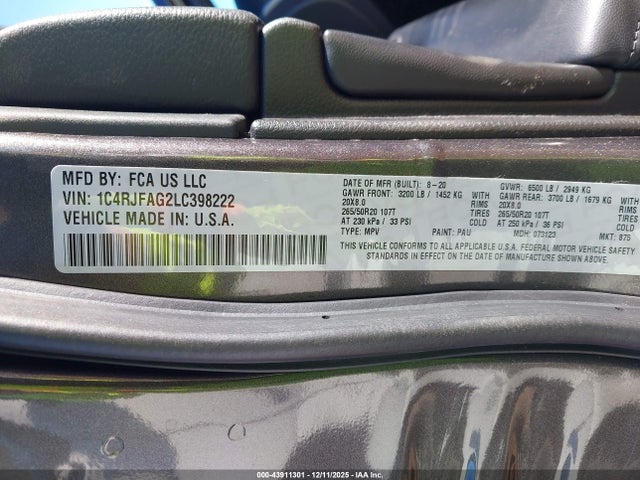 MFD BY: FCA US LLC
VIN: 1C4RJFAG2LC398222
VEHICLE MADE IN U.S.A.
DATE OF MFR (BUILT): 8-20
GVWR: 6500 LB / 2949 KG
GAWR FRONT: 3200 LB / 1452 KG WITH
GAWR REAR: 3700 LB / 1679 KG WITH
20X8.0 RIMS
20X8.0 RIMS
265/50R20 107T TIRES
265/50R20 107T TIRES
AT 230 kPa / 33 PSI COLD
AT 250 kPa / 36 PSI COLD
TYPE: MPV PAINT: PAU MDH: 073123 MKT: 875
THIS VEHICLE CONFORMS TO ALL APPLICABLE U.S.A. FEDERAL MOTOR VEHICLE SAFETY
STANDARDS IN EFFECT ON THE DATE OF MANUFACTURE SHOWN ABOVE.
000-43911301 - 12/11/2025 - IAA Inc.